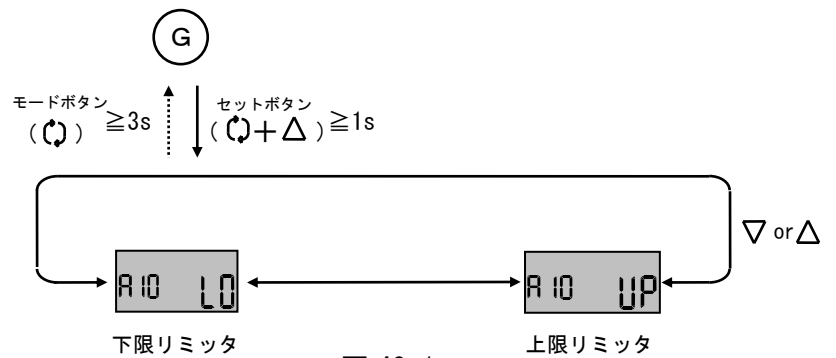 G
モードボタン
( ) ≧3s
セットボタン
( + △ ) ≧1s
▽ or △
A10 LO
A10 UP
下限リミッタ
上限リミッタ